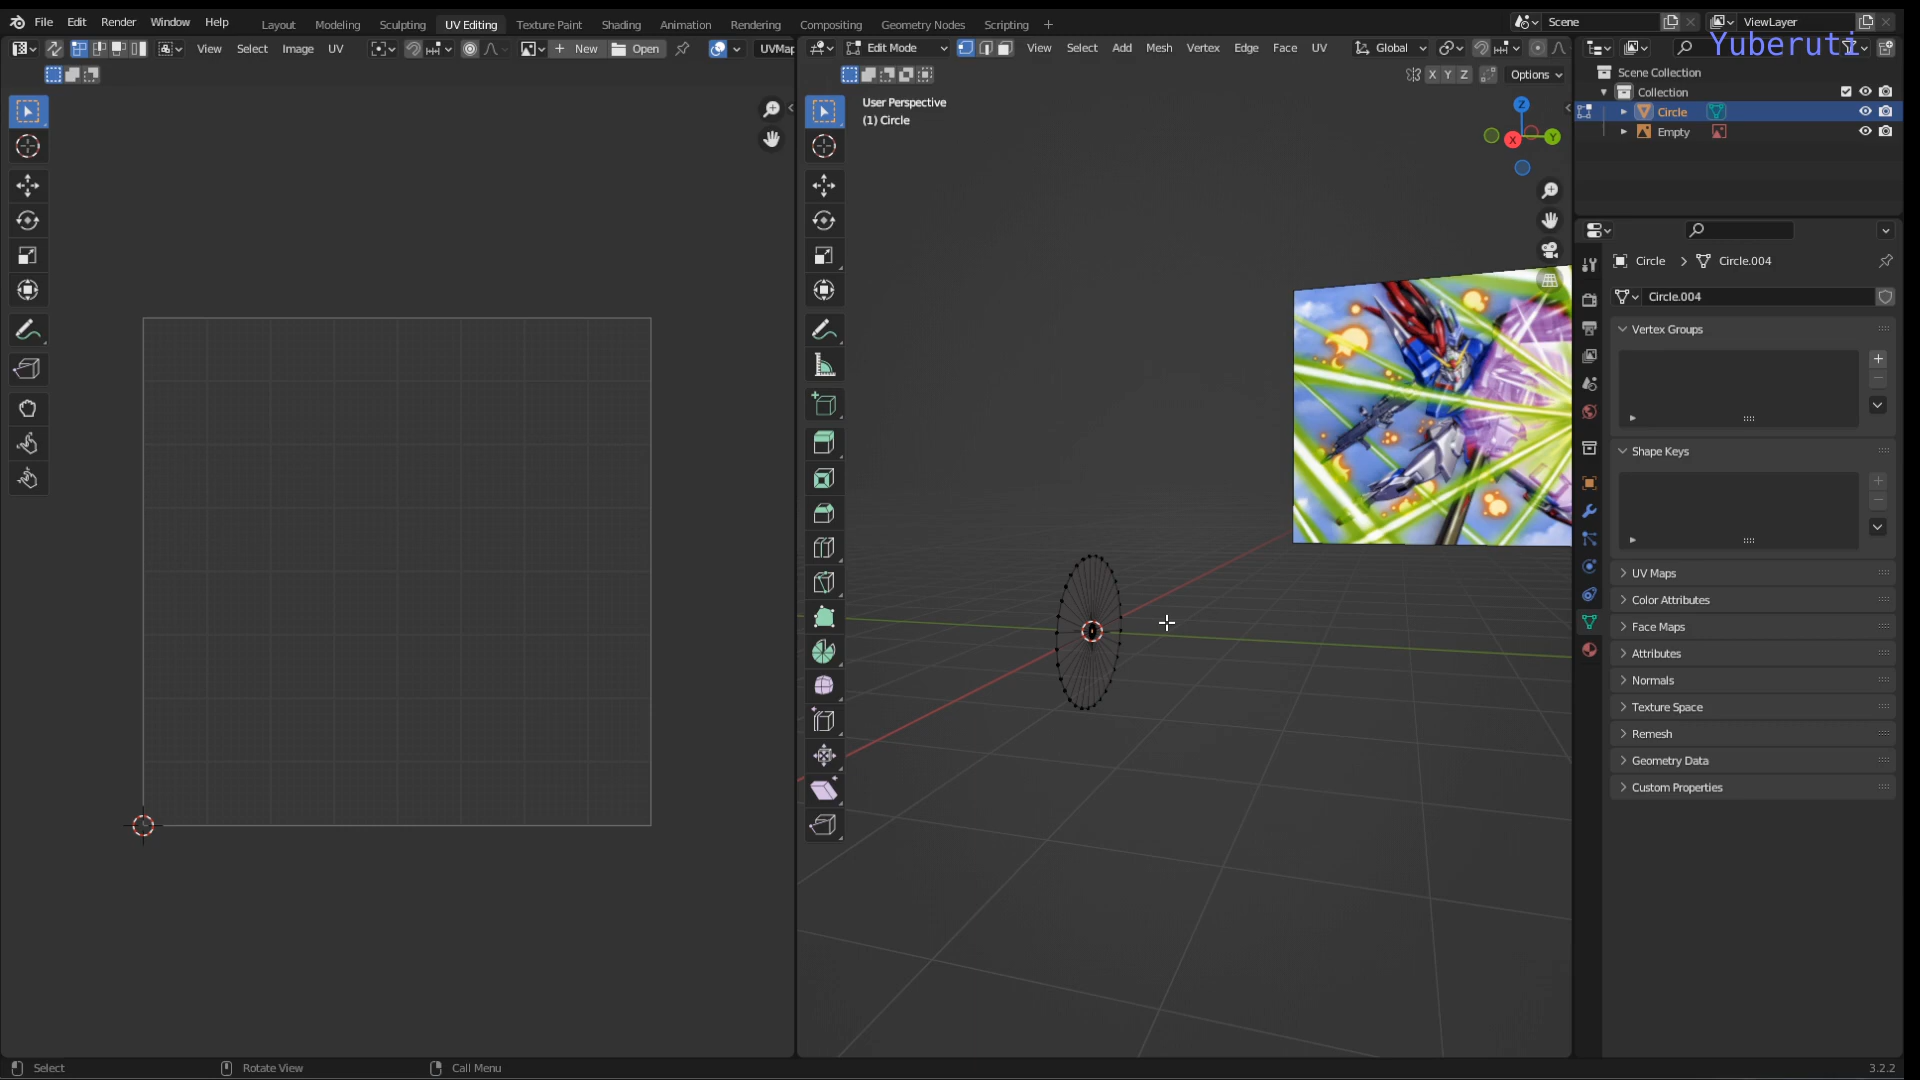 File Edit Render Window Help
Layout Modeling Sculpting UV Editing Texture Paint Shading Animation Rendering Compositing Geometry Nodes Scripting +
Scene
ViewLayer
Yuberuti
View Select Image UV
New Open UVMap
Edit Mode View Select Add Mesh Vertex Edge Face UV Global
X Y Z Options
User Perspective
(1) Circle
Z
Y
X
Scene Collection
Collection
Circle
Empty
Circle > Circle.004
Circle.004
Vertex Groups
Shape Keys
UV Maps
Color Attributes
Face Maps
Attributes
Normals
Texture Space
Remesh
Geometry Data
Custom Properties
Select Rotate View Call Menu 3.2.2